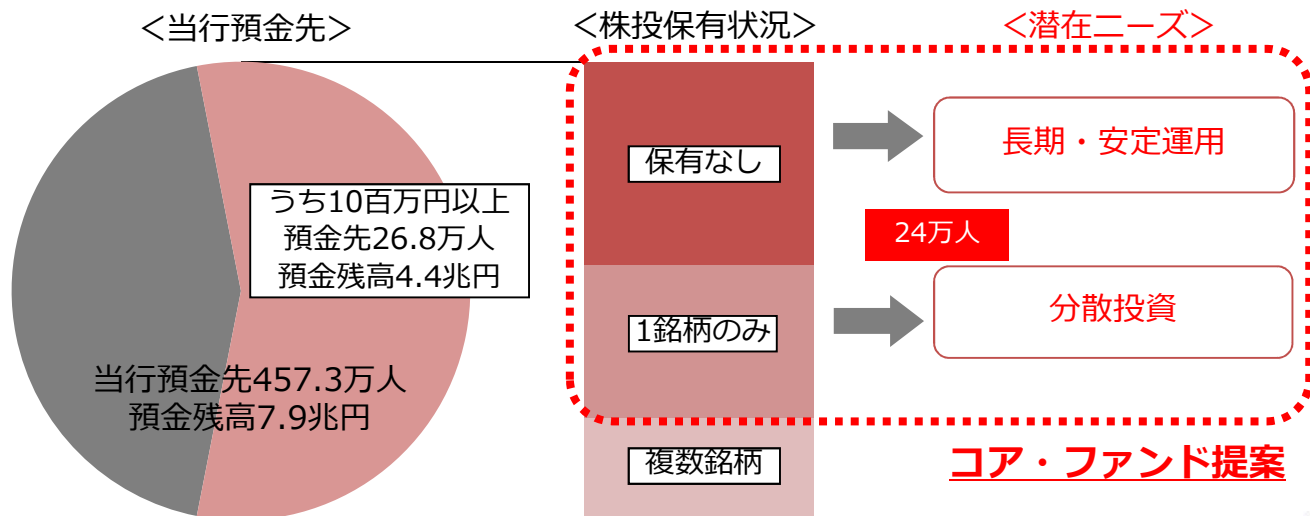 ＜当行預金先＞
うち10百万円以上
預金先26.8万人
預金残高4.4兆円
当行預金先457.3万人
預金残高7.9兆円
＜株投保有状況＞
保有なし
1銘柄のみ
複数銘柄
＜潜在ニーズ＞
長期・安定運用
24万人
分散投資
コア・ファンド提案